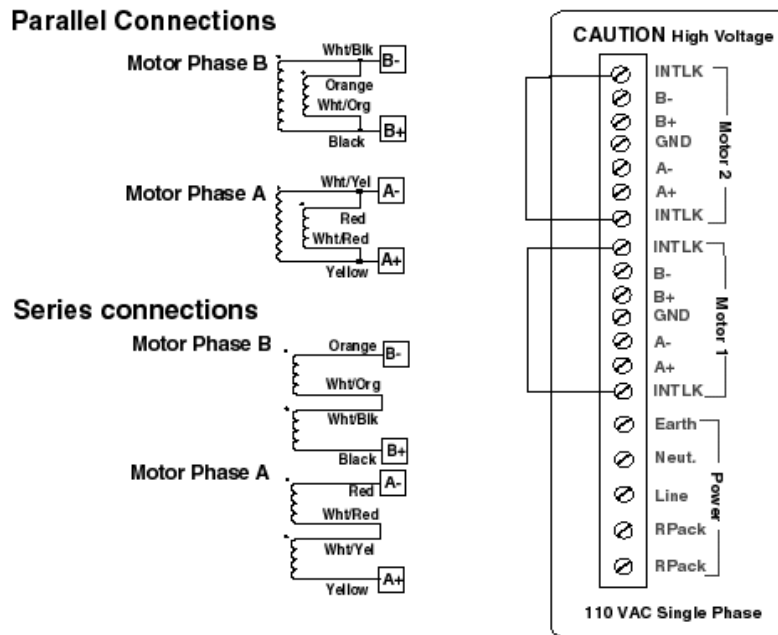 Parallel Connections
Motor Phase B
Wht/Blk
B-
Orange
Wht/Org
B+
Black
Motor Phase A
Wht/Yel
A-
Red
Wht/Red
A+
Yellow
Series connections
Motor Phase B
Orange
B-
Wht/Org
Wht/Blk
Black
B+
Motor Phase A
A-
Red
Wht/Red
Wht/Yel
Yellow
A+
CAUTION High Voltage
INTLK
B-
B+
GND
A-
A+
INTLK
Motor 2
INTLK
B-
B+
GND
A-
A+
INTLK
Motor 1
Earth
Neut.
Line
RPack
RPack
Power
110 VAC Single Phase